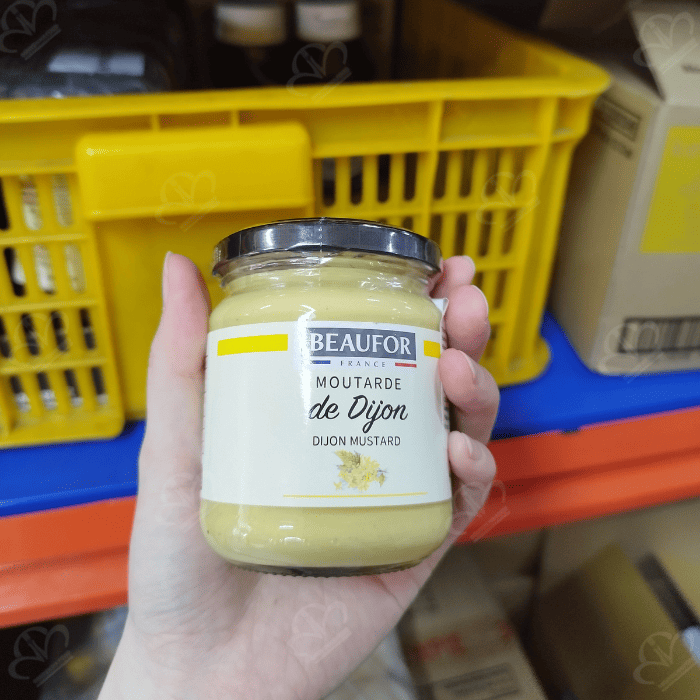 BEAUFOR
FRANCE
MOUTARDE
de Dijon
DIJON MUSTARD